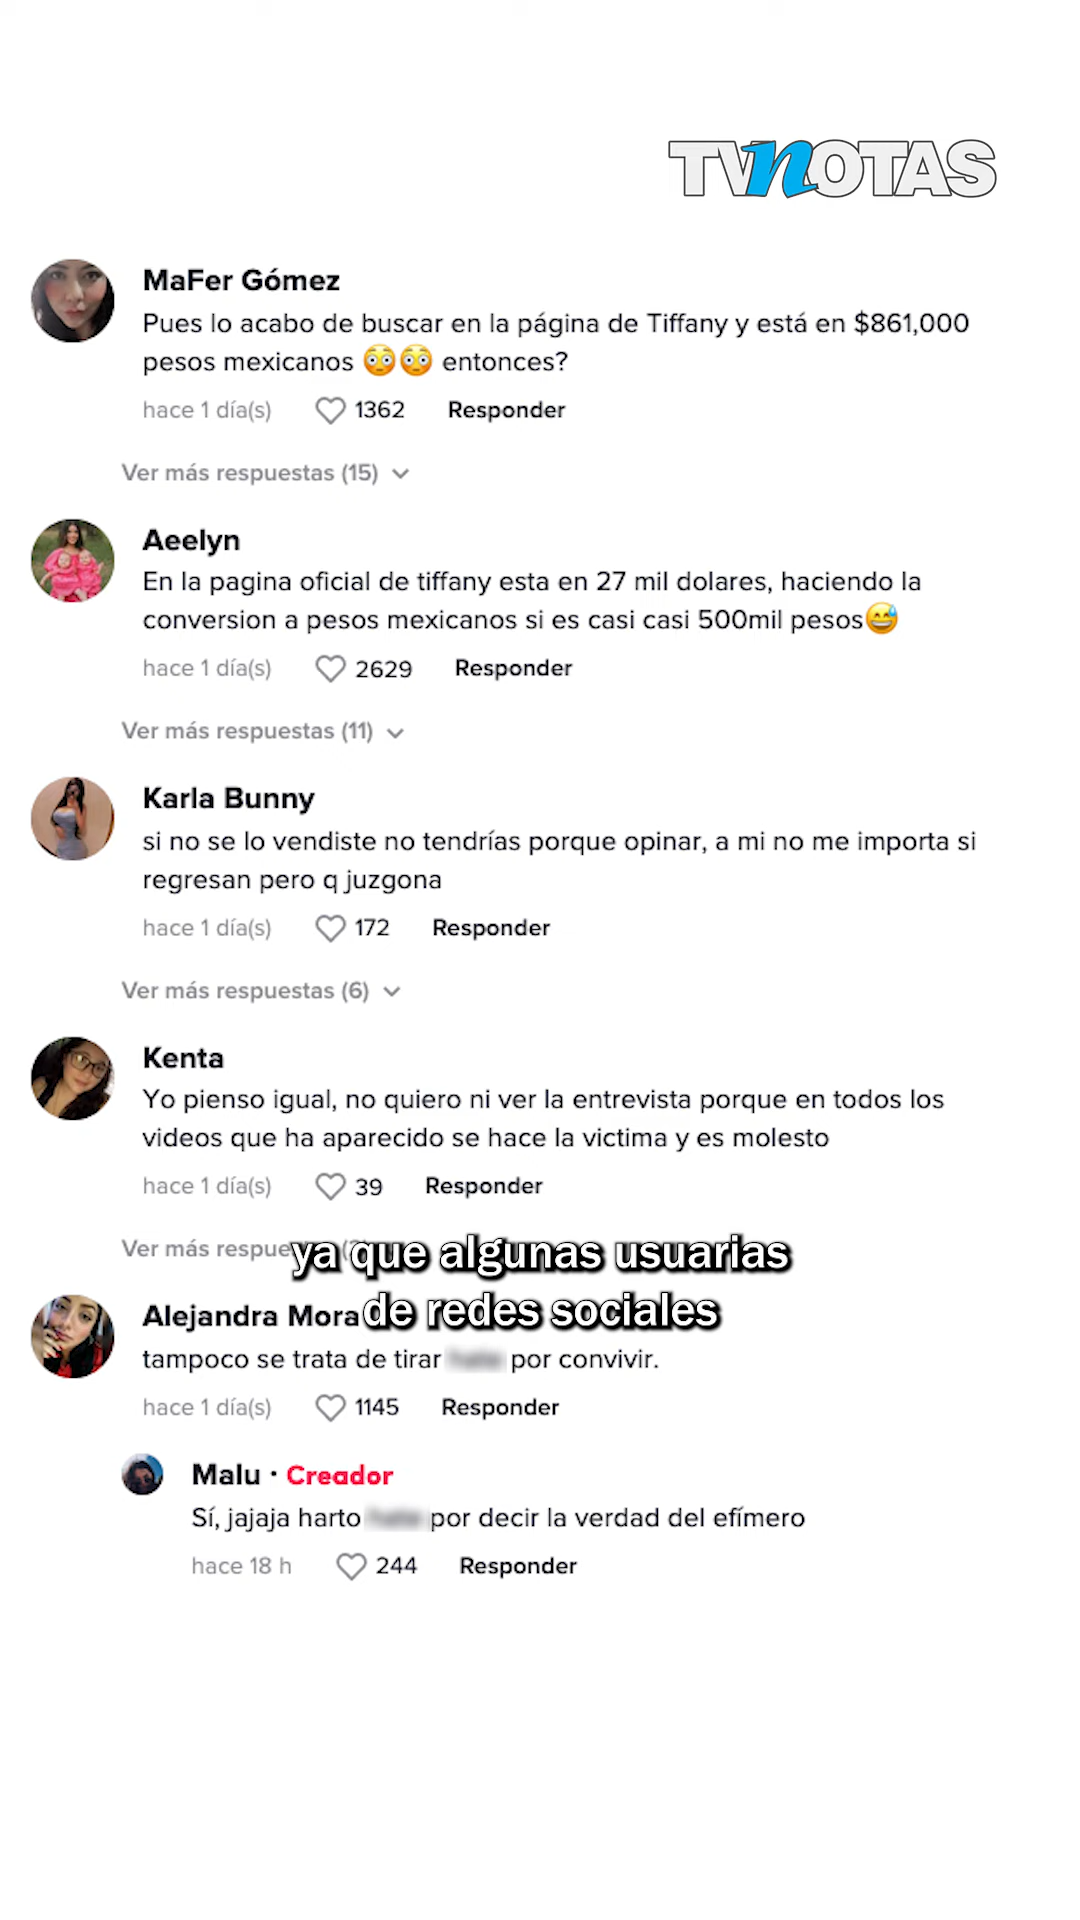 TVnOTAS
MaFer Gómez
Pues lo acabo de buscar en la página de Tiffany y está en $861,000
pesos mexicanos 😳😳 entonces?
hace 1 día(s) 1362 Responder
Ver más respuestas (15)
Aeelyn
En la pagina oficial de tiffany esta en 27 mil dolares, haciendo la
conversion a pesos mexicanos si es casi casi 500mil pesos😅
hace 1 día(s) 2629 Responder
Ver más respuestas (11)
Karla Bunny
si no se lo vendiste no tendrías porque opinar, a mi no me importa si
regresan pero q juzgona
hace 1 día(s) 172 Responder
Ver más respuestas (6)
Kenta
Yo pienso igual, no quiero ni ver la entrevista porque en todos los
videos que ha aparecido se hace la victima y es molesto
hace 1 día(s) 39 Responder
Ver más
ya que algunas usuarias
de redes sociales
Alejandra Mora
tampoco se trata de tirar por convivir.
hace 1 día(s) 1145 Responder
Malu · Creador
Sí, jajaja harto por decir la verdad del efímero
hace 18 h 244 Responder